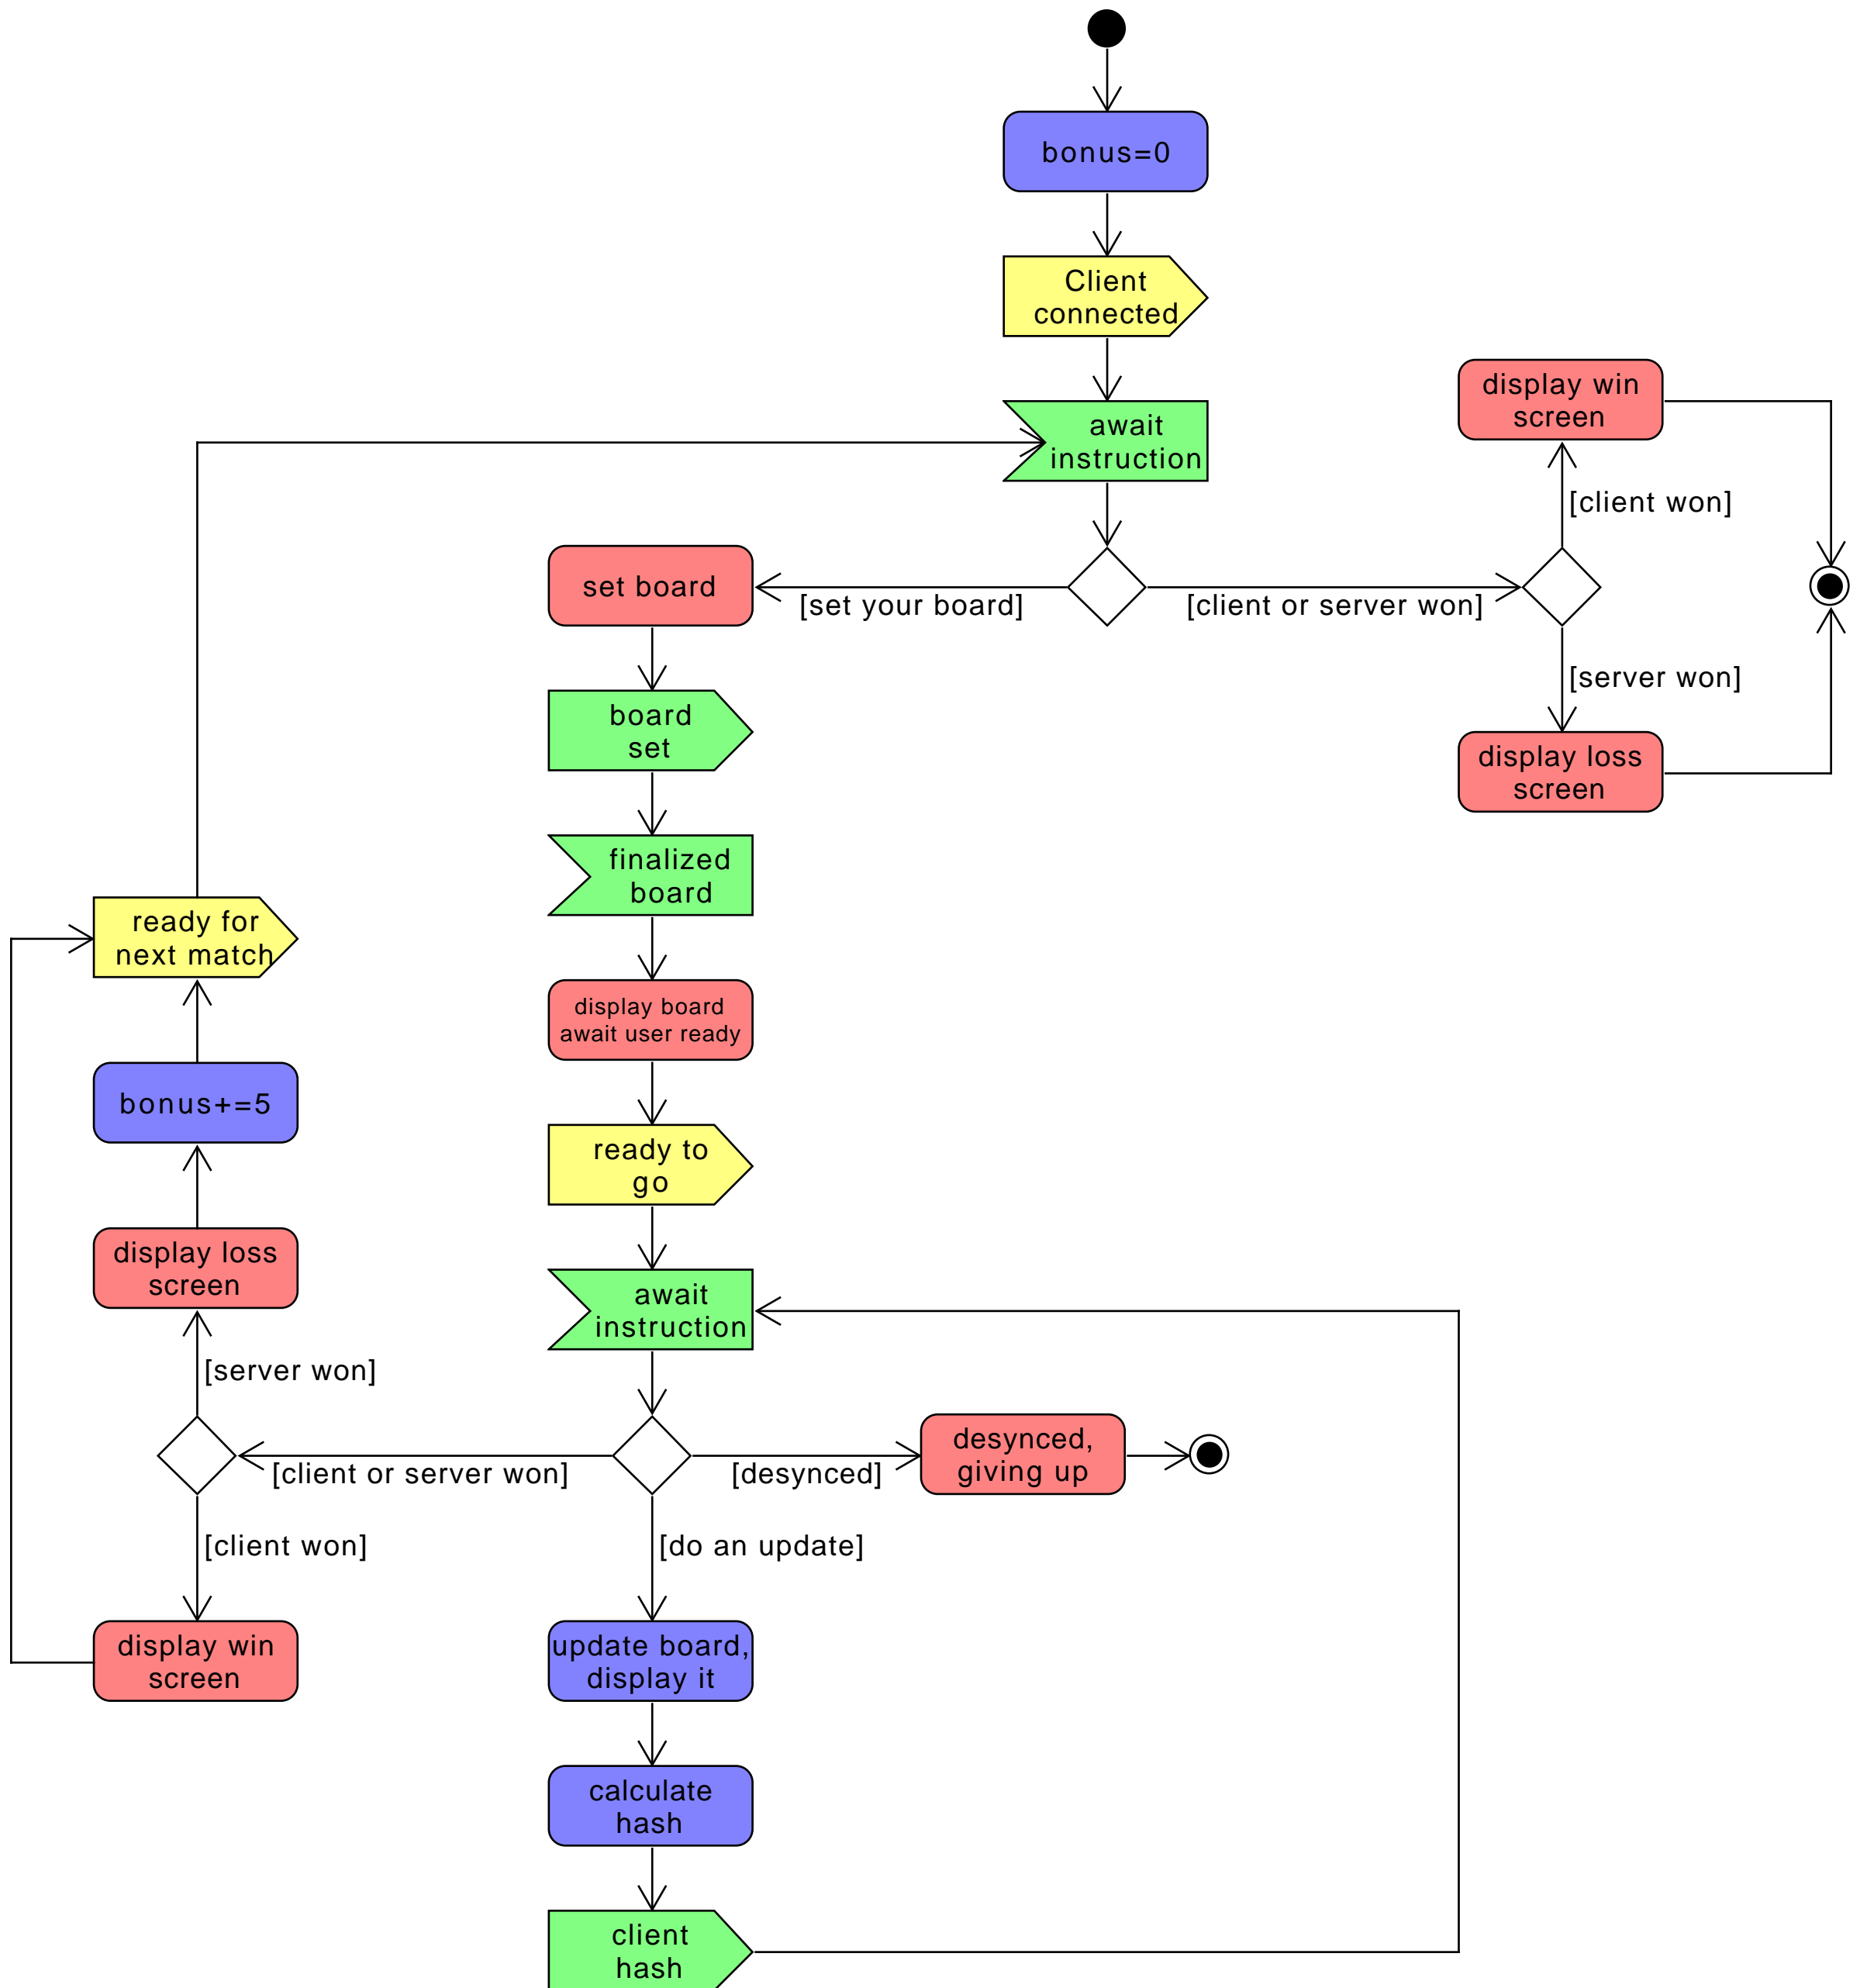 bonus=0
Client
connected
await
instruction
display win
screen
[client won]
set board
[set your board]
[client or server won]
[server won]
display loss
screen
board
set
finalized
board
ready for
next match
display board
await user ready
bonus+=5
ready to
go
display loss
screen
await
instruction
[server won]
[client or server won]
[desynced]
desynced,
giving up
[client won]
[do an update]
display win
screen
update board,
display it
calculate
hash
client
hash